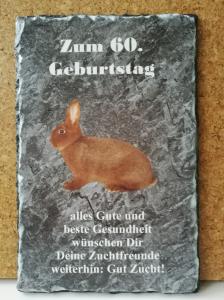 Zum 60.
Geburtstag
alles Gute und
beste Gesundheit
wünschen Dir
Deine Zuchtfreunde
weiterhin: Gut Zucht!